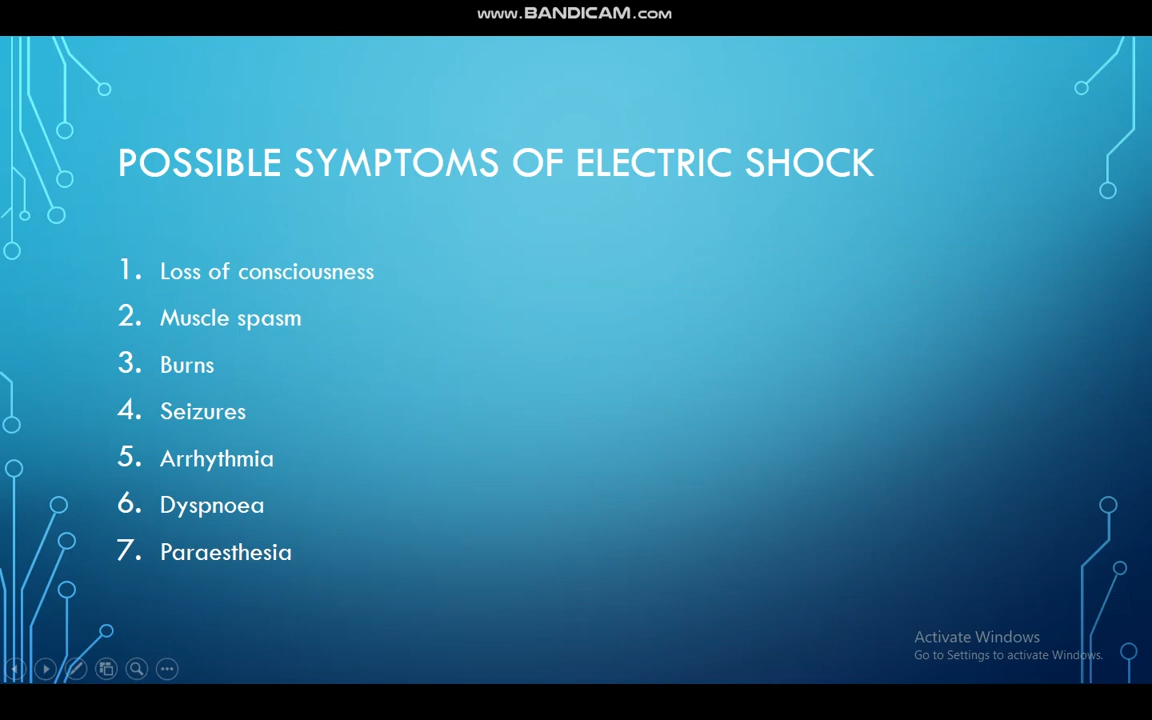 www.BANDICAM.com
POSSIBLE SYMPTOMS OF ELECTRIC SHOCK
1. Loss of consciousness
2. Muscle spasm
3. Burns
4. Seizures
5. Arrhythmia
6. Dyspnoea
7. Paraesthesia
Activate Windows
Go to Settings to activate Windows.